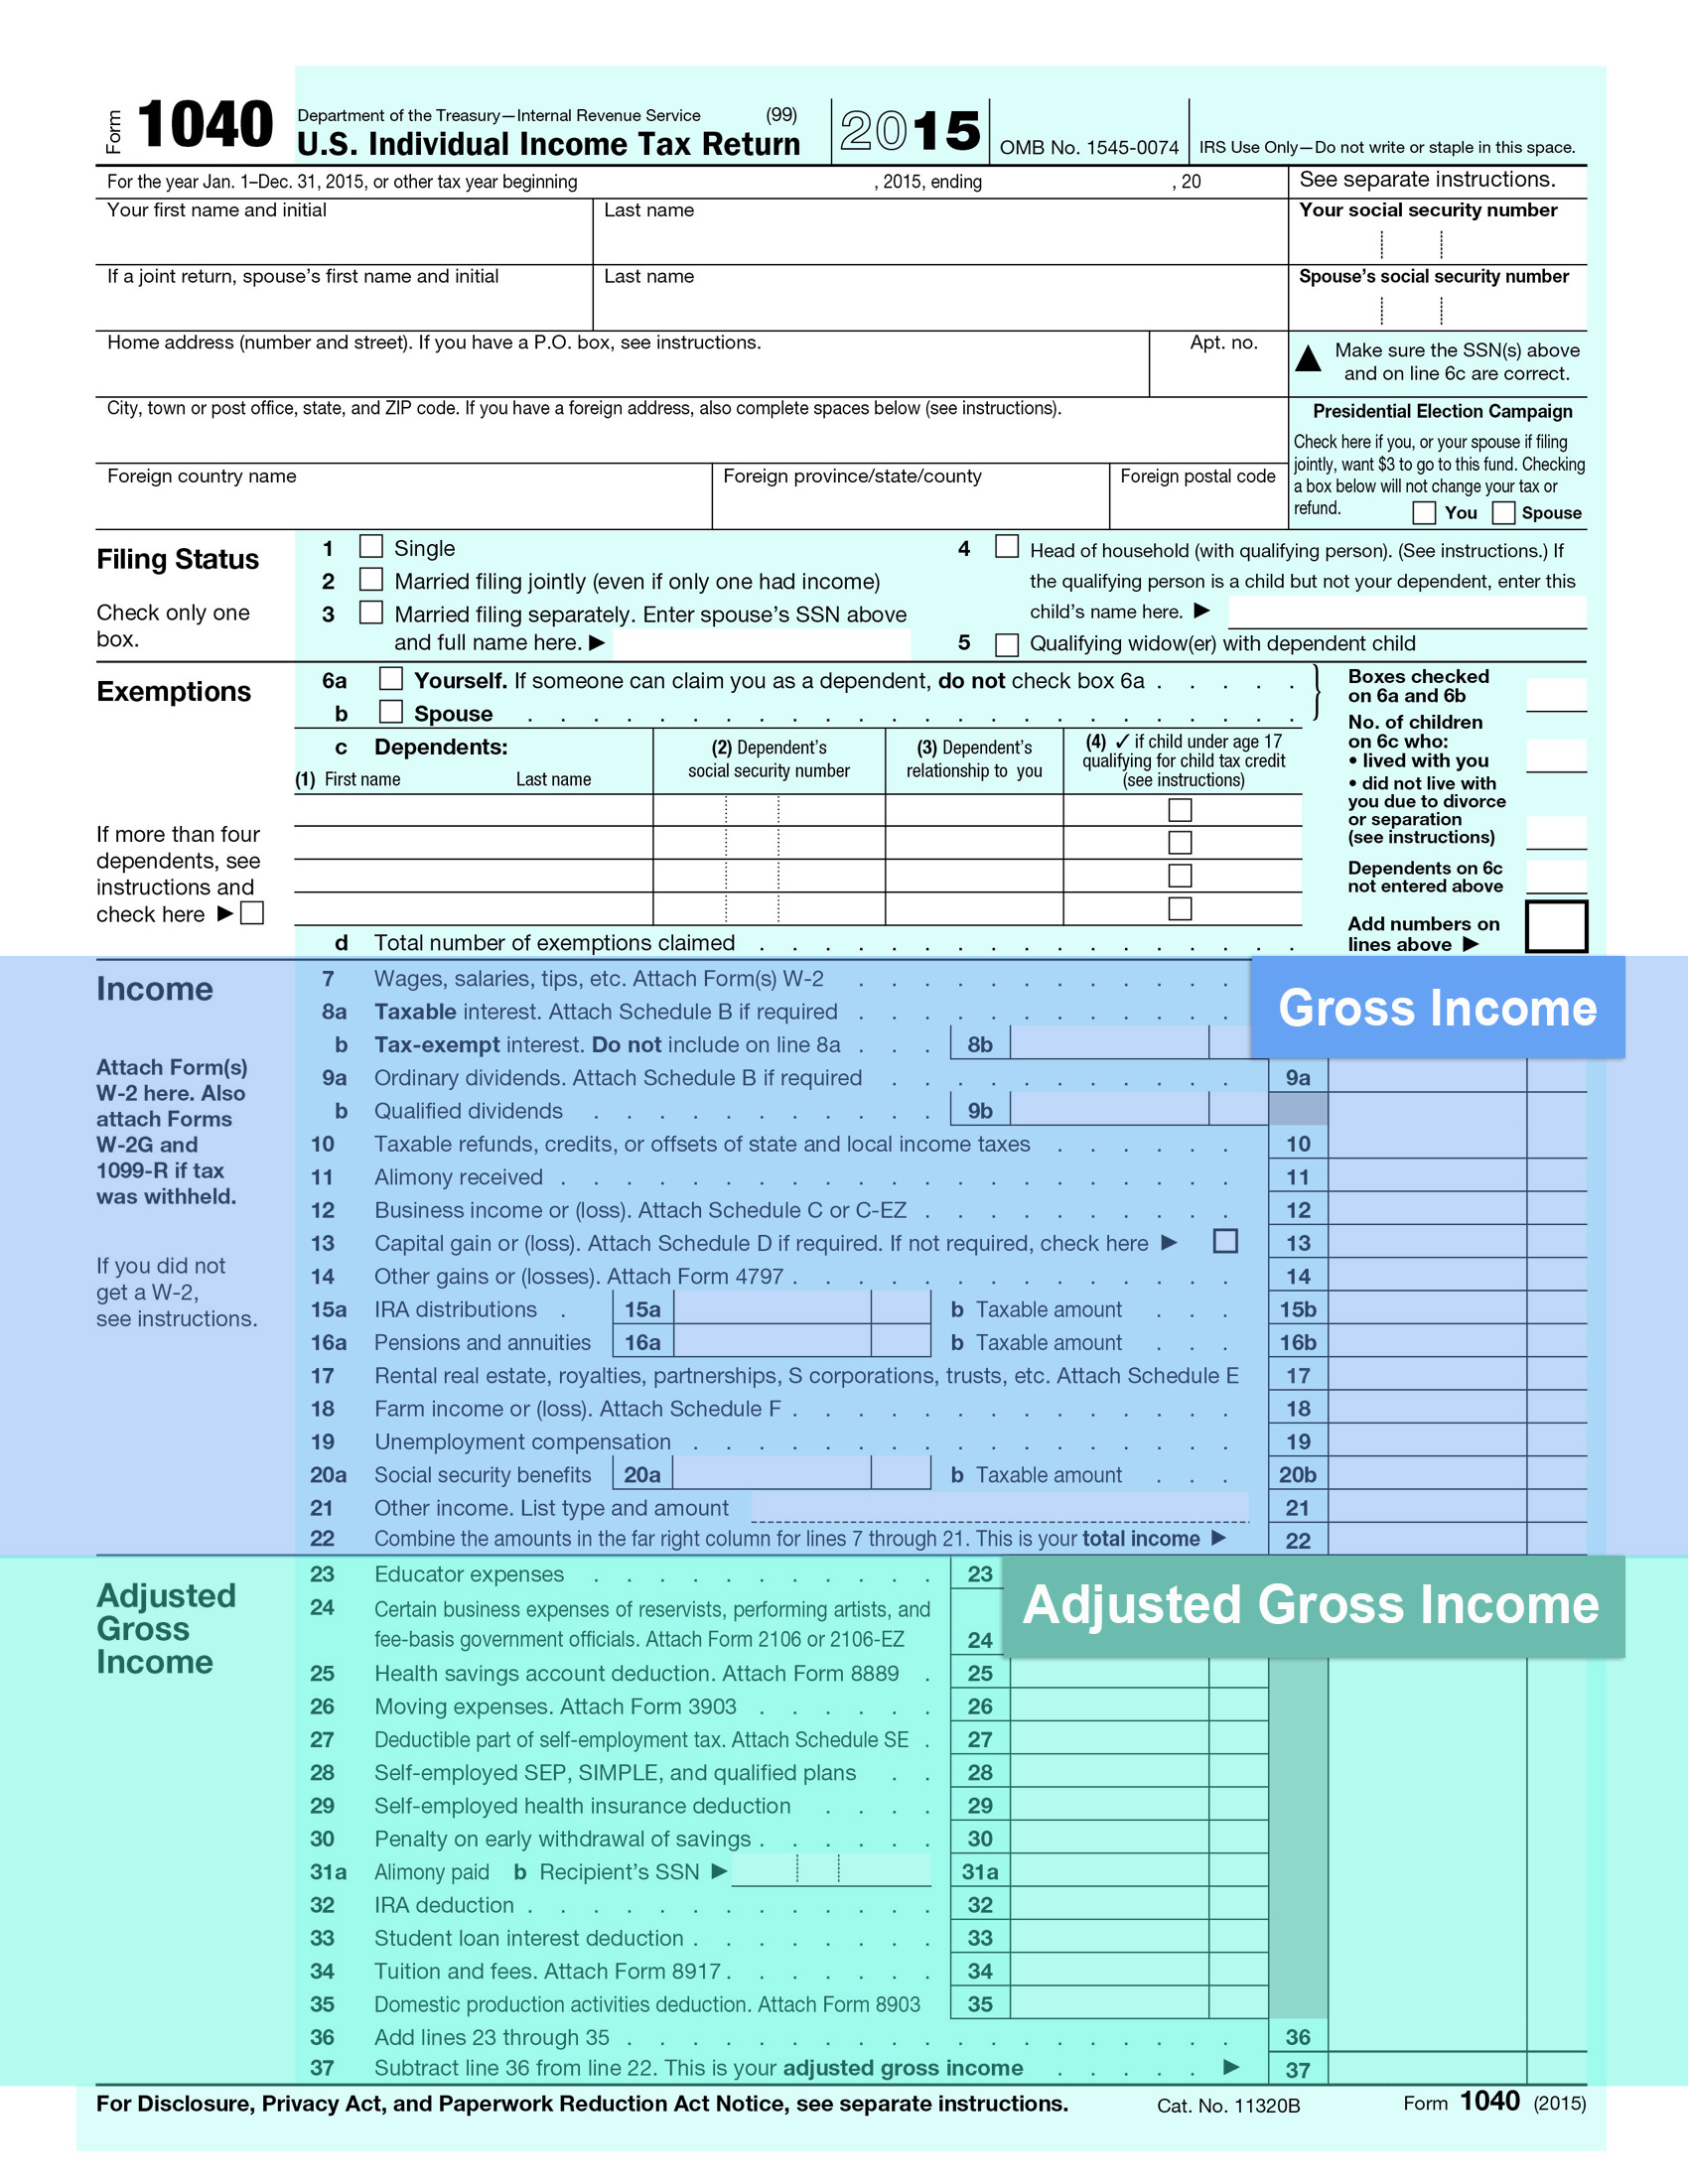 Form 1040 Department of the Treasury—Internal Revenue Service (99)
U.S. Individual Income Tax Return 2015 OMB No. 1545-0074 IRS Use Only—Do not write or staple in this space.
For the year Jan. 1–Dec. 31, 2015, or other tax year beginning , 2015, ending , 20 See separate instructions.
Your first name and initial Last name Your social security number
If a joint return, spouse's first name and initial Last name Spouse's social security number
Home address (number and street). If you have a P.O. box, see instructions. Apt. no.
▲ Make sure the SSN(s) above
and on line 6c are correct.
City, town or post office, state, and ZIP code. If you have a foreign address, also complete spaces below (see instructions).
Foreign country name Foreign province/state/county Foreign postal code
Presidential Election Campaign
Check here if you, or your spouse if filing
jointly, want $3 to go to this fund. Checking
a box below will not change your tax or
refund. You Spouse
Filing Status
Check only one
box.
1 Single
2 Married filing jointly (even if only one had income)
3 Married filing separately. Enter spouse's SSN above
and full name here. ▶
4 Head of household (with qualifying person). (See instructions.) If
the qualifying person is a child but not your dependent, enter this
child's name here. ▶
5 Qualifying widow(er) with dependent child
Exemptions
6a Yourself. If someone can claim you as a dependent, do not check box 6a . . . . .
b Spouse . . . . . . . . . . . . . . . . . . . . . . . .
c Dependents:
(1) First name Last name
(2) Dependent's
social security number
(3) Dependent's
relationship to you
(4) ✓ if child under age 17
qualifying for child tax credit
(see instructions)
If more than four
dependents, see
instructions and
check here ▶
d Total number of exemptions claimed . . . . . . . . . . . . . . . . .
Boxes checked
on 6a and 6b
No. of children
on 6c who:
• lived with you
• did not live with
you due to divorce
or separation
(see instructions)
Dependents on 6c
not entered above
Add numbers on
lines above ▶
Income
Attach Form(s)
W-2 here. Also
attach Forms
W-2G and
1099-R if tax
was withheld.
If you did not
get a W-2,
see instructions.
Gross Income
7 Wages, salaries, tips, etc. Attach Form(s) W-2 . . . . . . . . . . . .
8a Taxable interest. Attach Schedule B if required . . . . . . . . . . . .
b Tax-exempt interest. Do not include on line 8a . . . 8b
9a Ordinary dividends. Attach Schedule B if required . . . . . . . . . . . 9a
b Qualified dividends . . . . . . . . . . . 9b
10 Taxable refunds, credits, or offsets of state and local income taxes . . . . . . 10
11 Alimony received . . . . . . . . . . . . . . . . . . . . . 11
12 Business income or (loss). Attach Schedule C or C-EZ . . . . . . . . . . 12
13 Capital gain or (loss). Attach Schedule D if required. If not required, check here ▶ 13
14 Other gains or (losses). Attach Form 4797 . . . . . . . . . . . . . . 14
15a IRA distributions . 15a b Taxable amount . . . 15b
16a Pensions and annuities 16a b Taxable amount . . . 16b
17 Rental real estate, royalties, partnerships, S corporations, trusts, etc. Attach Schedule E 17
18 Farm income or (loss). Attach Schedule F . . . . . . . . . . . . . . 18
19 Unemployment compensation . . . . . . . . . . . . . . . . . 19
20a Social security benefits 20a b Taxable amount . . . 20b
21 Other income. List type and amount 21
22 Combine the amounts in the far right column for lines 7 through 21. This is your total income ▶ 22
Adjusted
Gross
Income
Adjusted Gross Income
23 Educator expenses . . . . . . . . . . . 23
24 Certain business expenses of reservists, performing artists, and
fee-basis government officials. Attach Form 2106 or 2106-EZ 24
25 Health savings account deduction. Attach Form 8889 . 25
26 Moving expenses. Attach Form 3903 . . . . . . 26
27 Deductible part of self-employment tax. Attach Schedule SE . 27
28 Self-employed SEP, SIMPLE, and qualified plans . . 28
29 Self-employed health insurance deduction . . . . 29
30 Penalty on early withdrawal of savings . . . . . . 30
31a Alimony paid b Recipient's SSN ▶ 31a
32 IRA deduction . . . . . . . . . . . . . 32
33 Student loan interest deduction . . . . . . . . 33
34 Tuition and fees. Attach Form 8917 . . . . . . . 34
35 Domestic production activities deduction. Attach Form 8903 35
36 Add lines 23 through 35 . . . . . . . . . . . . . . . . . . . 36
37 Subtract line 36 from line 22. This is your adjusted gross income . . . . . ▶ 37
For Disclosure, Privacy Act, and Paperwork Reduction Act Notice, see separate instructions. Cat. No. 11320B Form 1040 (2015)